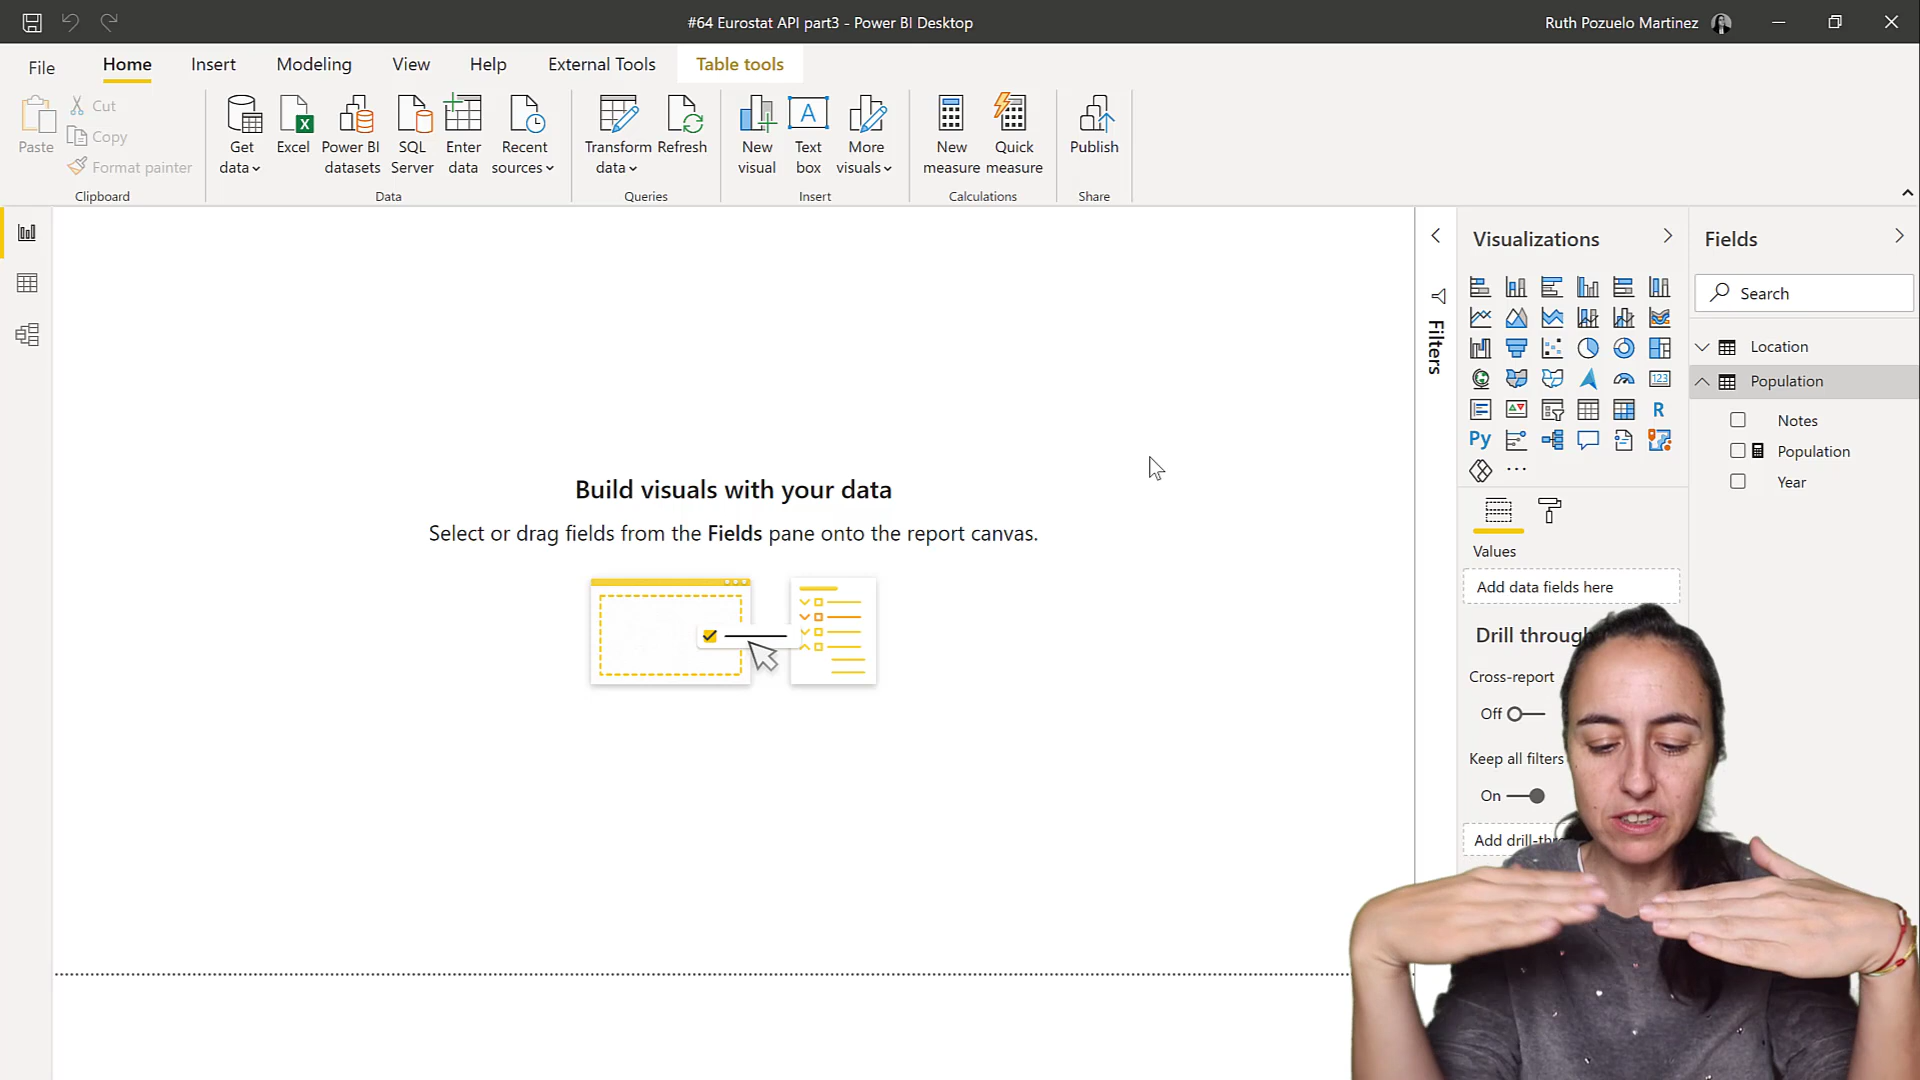 #64 Eurostat API part3 - Power BI Desktop
Ruth Pozuelo Martinez
File
Home
Insert
Modeling
View
Help
External Tools
Table tools
Paste
Cut
Copy
Format painter
Clipboard
Get data
Excel
Power BI datasets
SQL Server
Enter data
Recent sources
Data
Transform data
Refresh
Queries
New visual
Text box
More visuals
Insert
New measure
Quick measure
Calculations
Publish
Share
Build visuals with your data
Select or drag fields from the Fields pane onto the report canvas.
Filters
Visualizations
123
R
Py
Values
Add data fields here
Drill through
Cross-report
Off
Keep all filters
On
Add drill-thr
Fields
Search
Location
Population
Notes
Population
Year